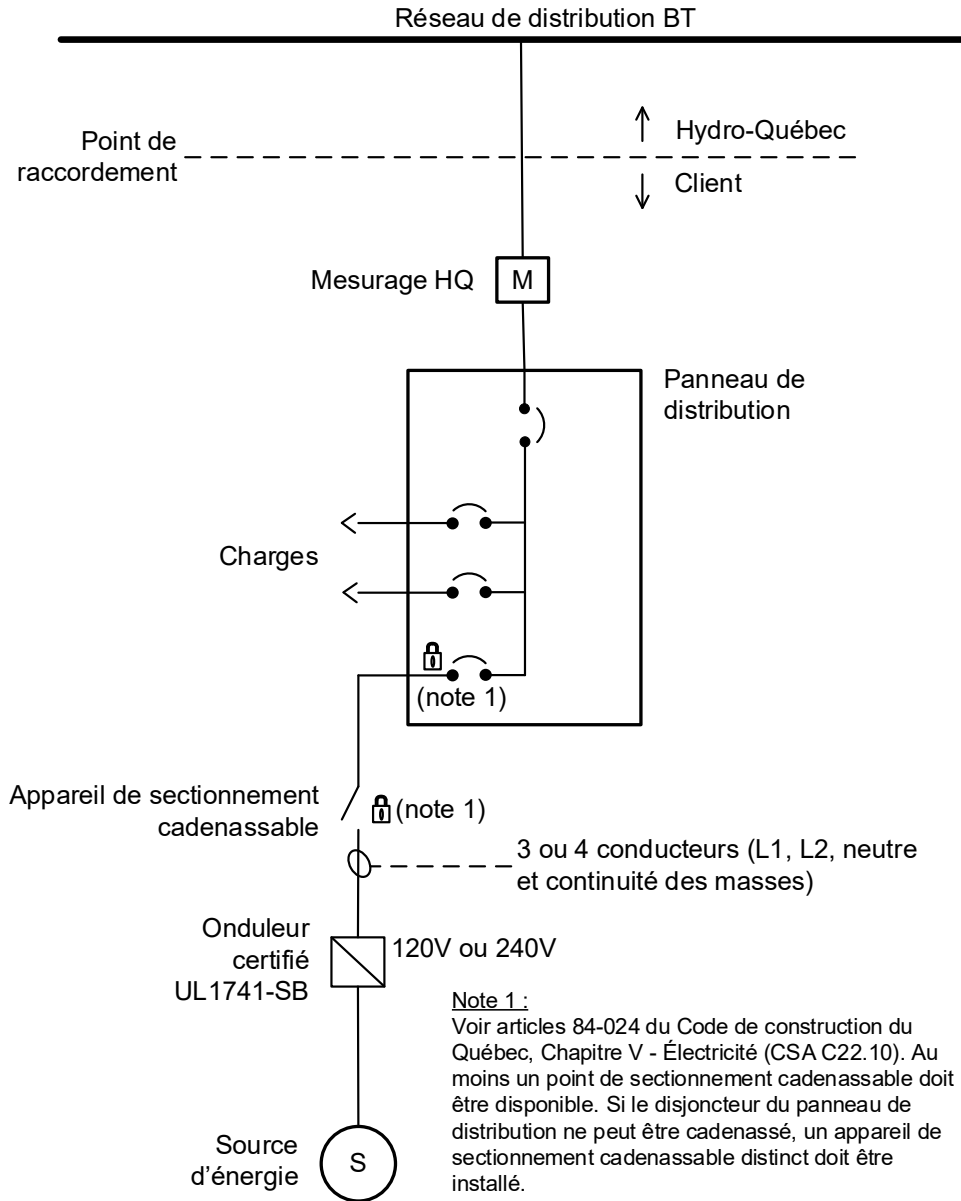 Réseau de distribution BT
Point de
raccordement
Hydro-Québec
Client
Mesurage HQ
M
Panneau de
distribution
Charges
(note 1)
Appareil de sectionnement
cadenassable
(note 1)
3 ou 4 conducteurs (L1, L2, neutre
et continuité des masses)
Onduleur
certifié
UL1741-SB
120V ou 240V
Note 1 :
Voir articles 84-024 du Code de construction du
Québec, Chapitre V - Électricité (CSA C22.10). Au
moins un point de sectionnement cadenassable doit
être disponible. Si le disjoncteur du panneau de
distribution ne peut être cadenassé, un appareil de
sectionnement cadenassable distinct doit être
installé.
Source
d’énergie
S